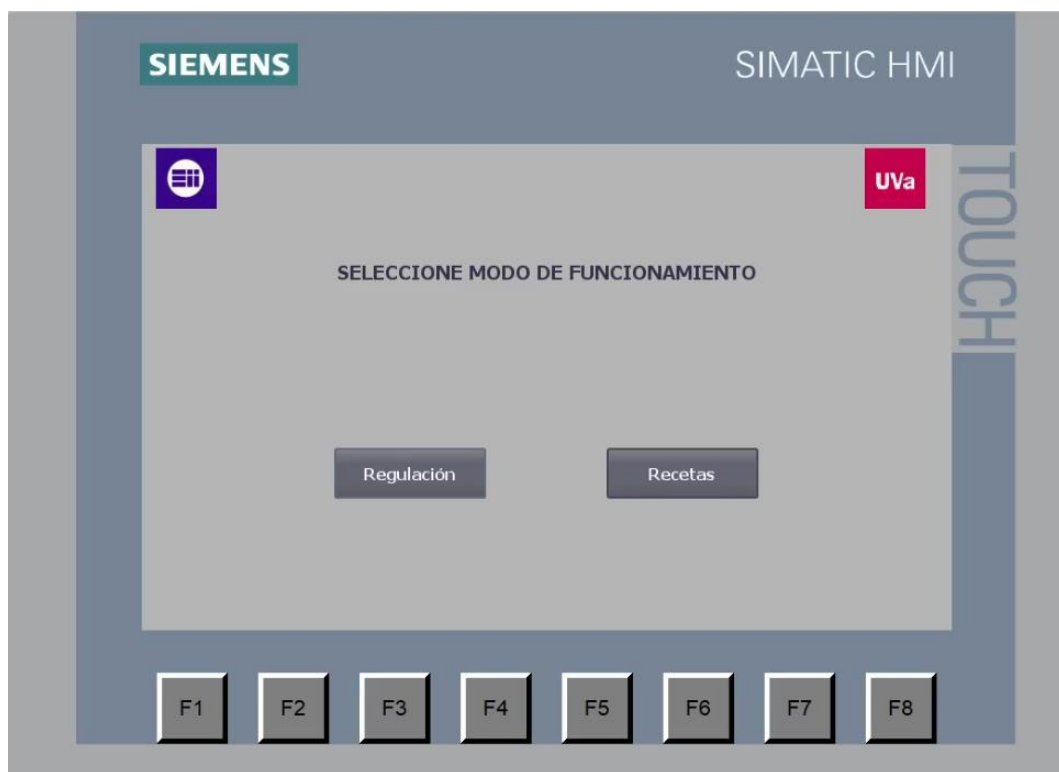 SIEMENS
SIMATIC HMI
TOUCH
UVa
SELECCIONE MODO DE FUNCIONAMIENTO
Regulación
Recetas
F1
F2
F3
F4
F5
F6
F7
F8